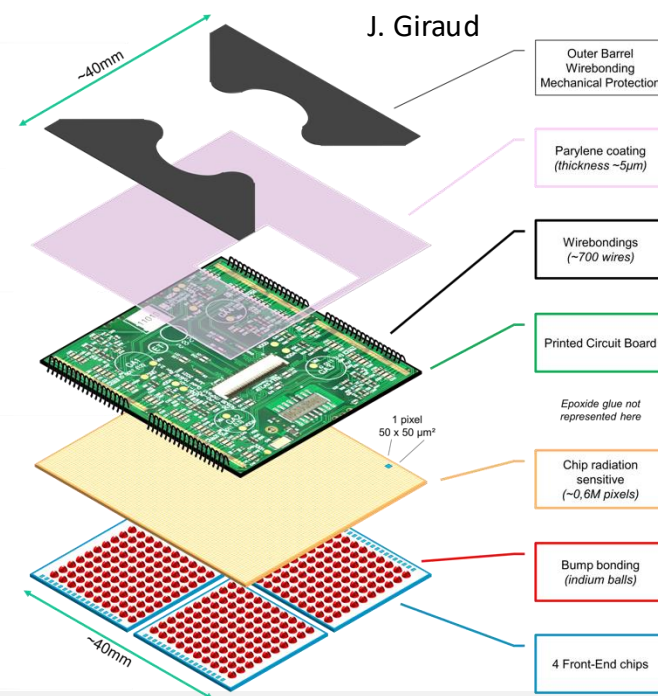 J. Giraud
~40mm
Outer Barrel
Wirebonding
Mechanical Protection
Parylene coating
(thickness ~5µm)
Wirebondings
(~700 wires)
Printed Circuit Board
Epoxide glue not
represented here
1 pixel
50 x 50 µm²
Chip radiation
sensitive
(~0,6M pixels)
Bump bonding
(indium balls)
4 Front-End chips
~40mm